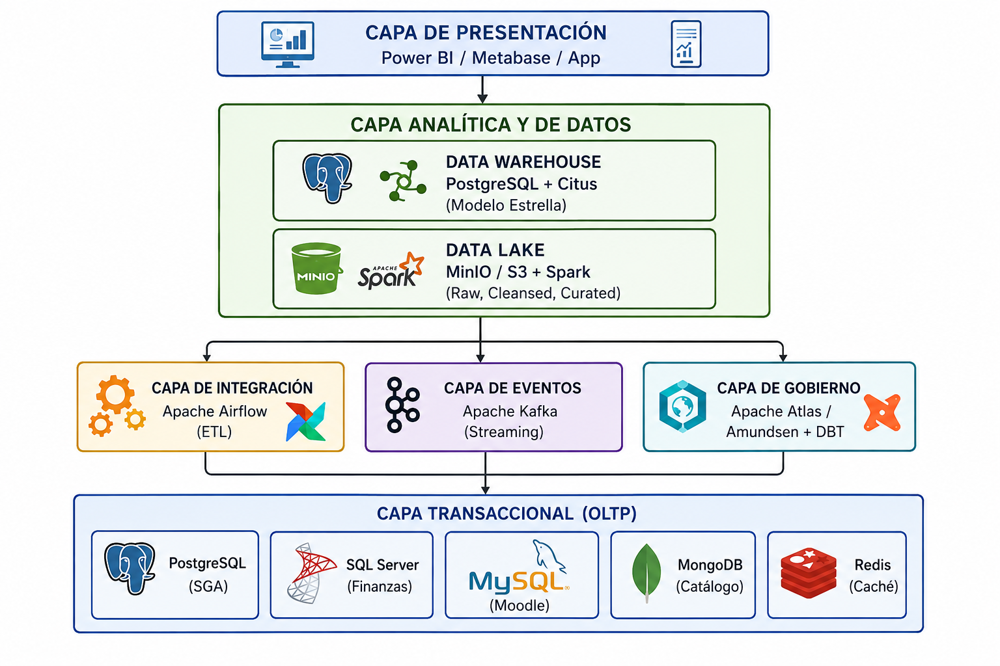 CAPA DE PRESENTACIÓN
Power BI / Metabase / App
CAPA ANALÍTICA Y DE DATOS
DATA WAREHOUSE
PostgreSQL + Citus
(Modelo Estrella)
MINIO
APACHE
Spark
DATA LAKE
MinIO / S3 + Spark
(Raw, Cleansed, Curated)
CAPA DE INTEGRACIÓN
Apache Airflow
(ETL)
CAPA DE EVENTOS
Apache Kafka
(Streaming)
CAPA DE GOBIERNO
Apache Atlas /
Amundsen + DBT
CAPA TRANSACCIONAL (OLTP)
PostgreSQL
(SGA)
SQL Server
(Finanzas)
MySQL®
(Moodle)
MongoDB
(Catálogo)
Redis
(Caché)